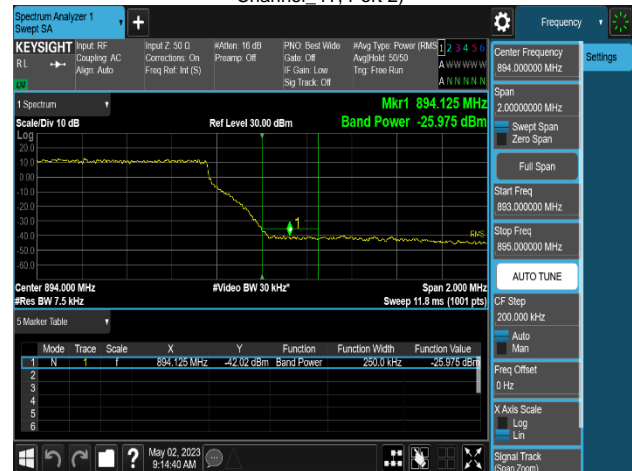 Channel_1T, Port 2)
Spectrum Analyzer 1
Swept SA
+
Frequency
KEYSIGHT
RL
Input: RF
Coupling: AC
Align: Auto
Input Z: 50 Ω
Corrections: On
Freq Ref: Int (S)
#Atten: 16 dB
Preamp: Off
PNO: Best Wide
Gate: Off
IF Gain: Low
Sig Track: Off
#Avg Type: Power (RMS
Avg|Hold: 50/50
Trig: Free Run
1 2 3 4 5 6
A W W W W W
A N N N N N
LNI
1 Spectrum
Scale/Div 10 dB
Ref Level 30.00 dBm
Mkr1 894.125 MHz
Band Power -25.975 dBm
Log
20.0
10.0
0.00
-10.0
-20.0
-30.0
-40.0
-50.0
-60.0
1
RMS
Center 894.000 MHz
#Video BW 30 kHz*
Span 2.000 MHz
#Res BW 7.5 kHz
Sweep 11.8 ms (1001 pts)
5 Marker Table
Mode Trace Scale X Y Function Function Width Function Value
1 N 1 f 894.125 MHz -42.02 dBm Band Power 250.0 kHz -25.975 dBm
2
3
4
5
6
?
May 02, 2023
9:14:40 AM
Settings
Center Frequency
894.000000 MHz
Span
2.00000000 MHz
Swept Span
Zero Span
Full Span
Start Freq
893.000000 MHz
Stop Freq
895.000000 MHz
AUTO TUNE
CF Step
200.000 kHz
Auto
Man
Freq Offset
0 Hz
X Axis Scale
Log
Lin
Signal Track
(Span Zoom)